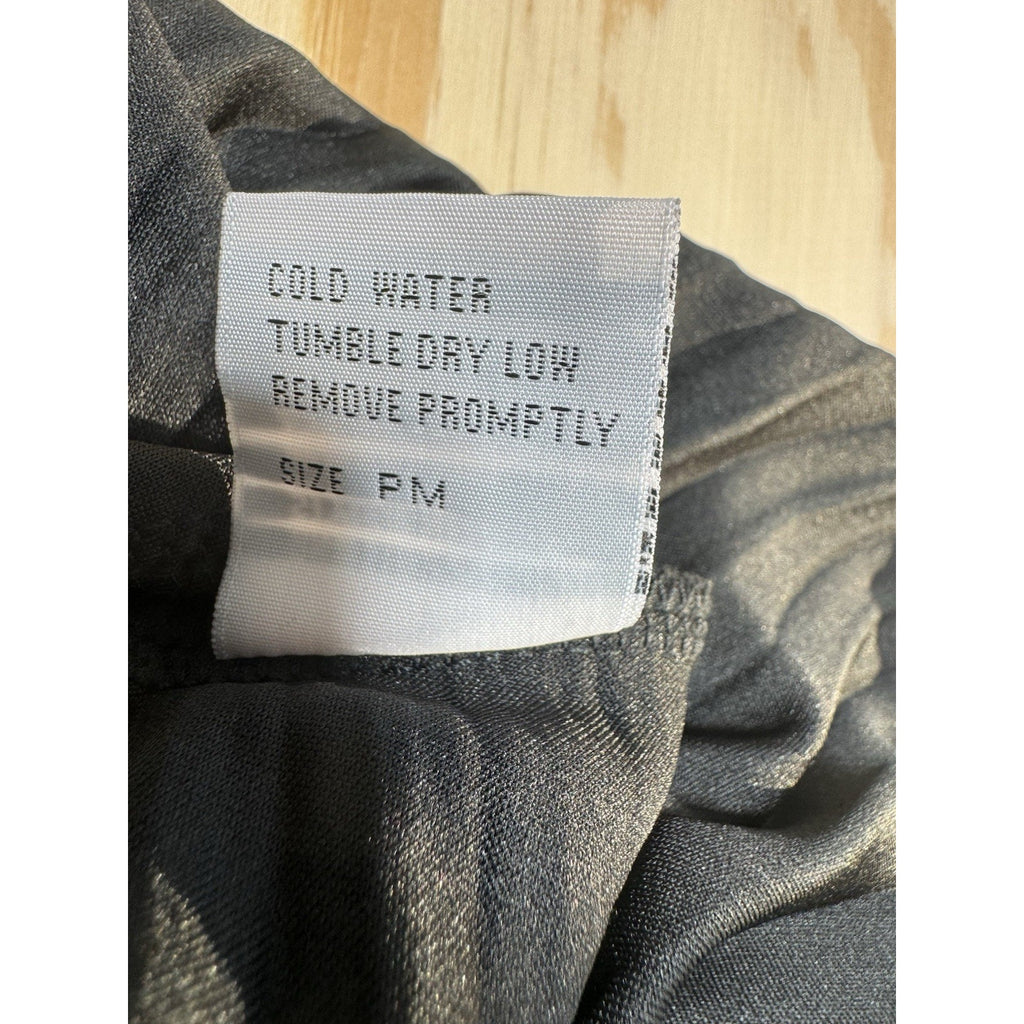 COLD WATER
TUMBLE DRY LOW
REMOVE PROMPTLY
SIZE PM